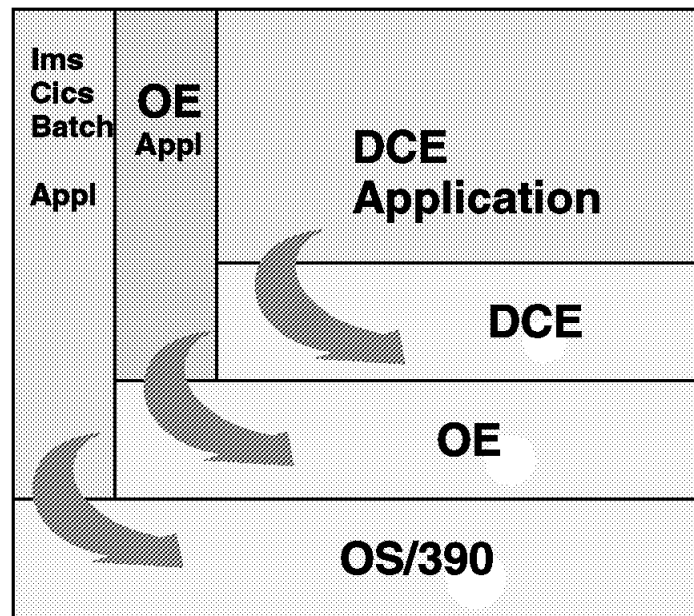 Ims
Cics
Batch
Appl
OE
Appl
DCE
Application
DCE
OE
OS/390